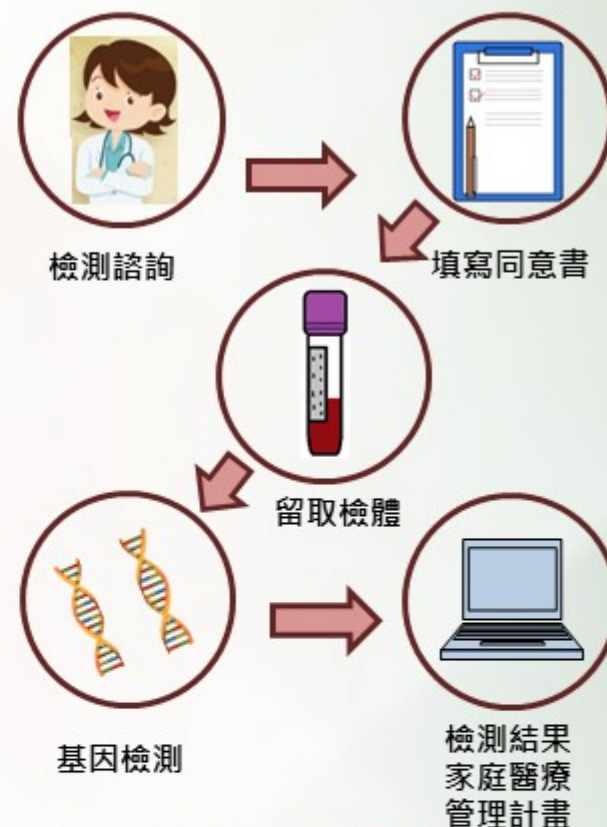 檢測諮詢
填寫同意書
留取檢體
基因檢測
檢測結果
家庭醫療
管理計畫